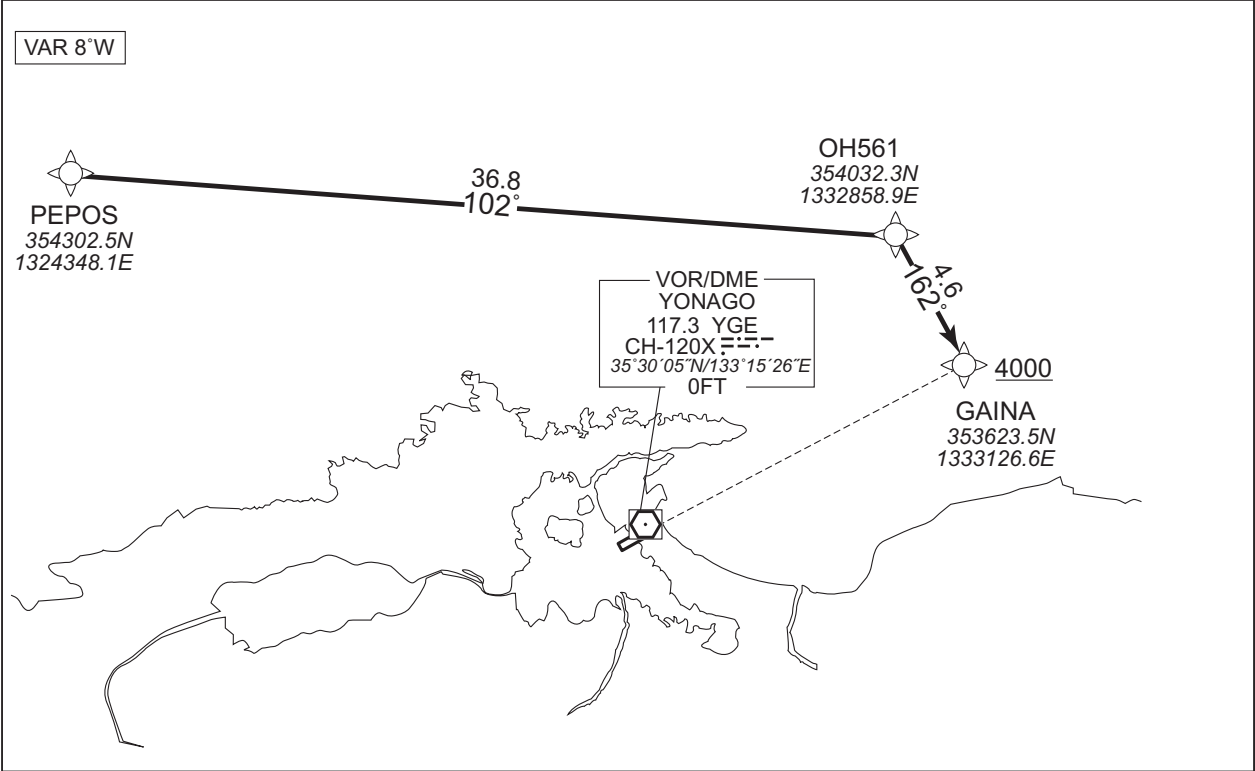 VAR 8°W
PEPOS
354302.5N
1324348.1E
36.8
102°
OH561
354032.3N
1332858.9E
4.6
162°
VOR/DME
YONAGO
117.3 YGE
CH-120X
35°30′05″N/133°15′26″E
0FT
4000
GAINA
353623.5N
1333126.6E